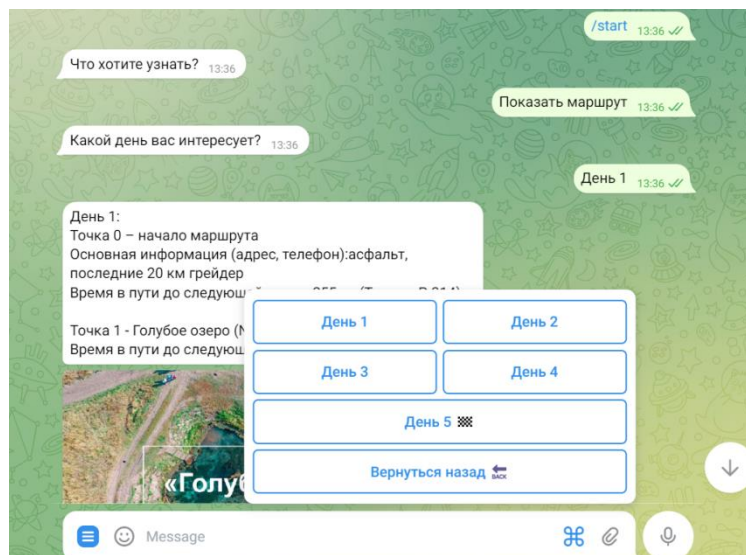 /start 13:36
Что хотите узнать? 13:36
Показать маршрут 13:36
Какой день вас интересует? 13:36
День 1 13:36
День 1:
Точка 0 – начало маршрута
Основная информация (адрес, телефон):асфальт,
последние 20 км грейдер
Время в пути до следующ
Точка 1 - Голубое озеро (
Время в пути до следующ
«Голу
День 1
День 2
День 3
День 4
День 5
Вернуться назад BACK
Message